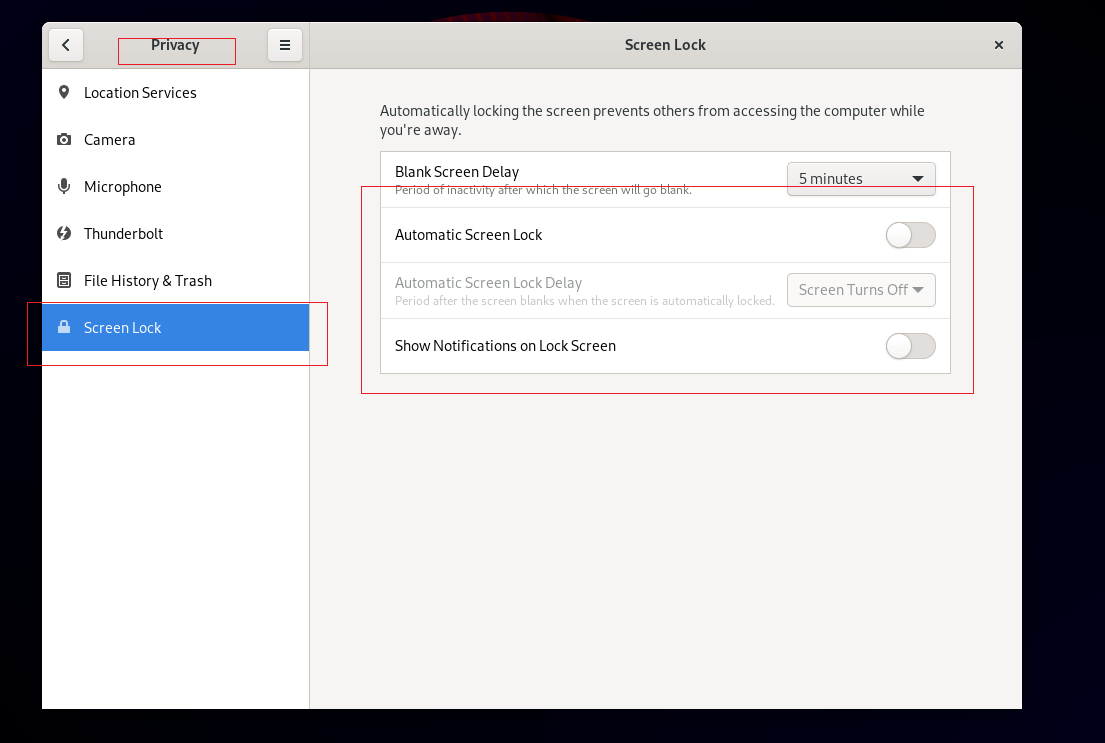 Privacy
Screen Lock
Location Services
Camera
Microphone
Thunderbolt
File History & Trash
Screen Lock
Automatically locking the screen prevents others from accessing the computer while
you're away.
Blank Screen Delay
Period of inactivity after which the screen will go blank.
5 minutes
Automatic Screen Lock
Automatic Screen Lock Delay
Period after the screen blanks when the screen is automatically locked.
Screen Turns Off
Show Notifications on Lock Screen